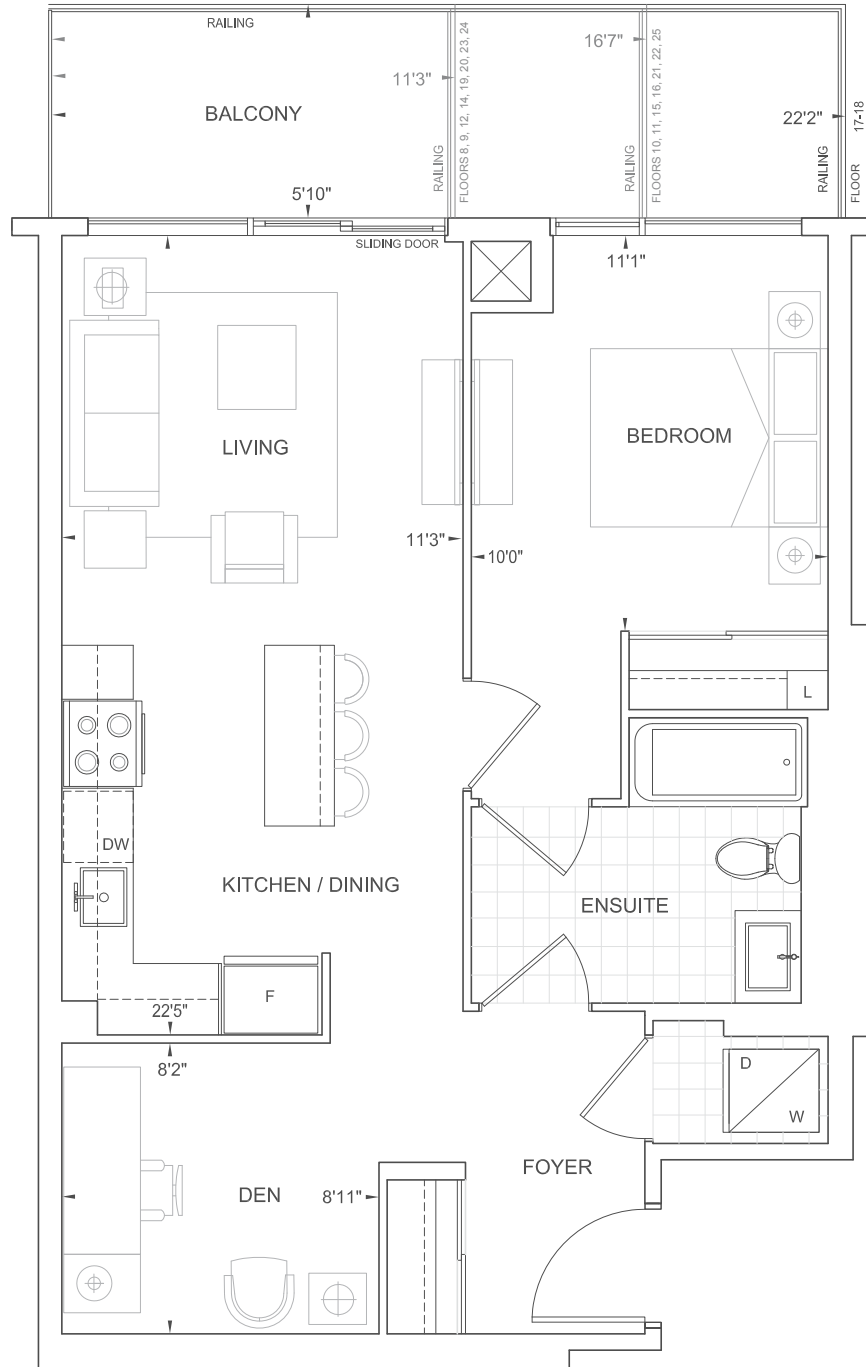 RAILING
BALCONY
11'3"
RAILING
FLOORS 8, 9, 12, 14, 19, 20, 23, 24
16'7"
RAILING
FLOORS 10, 11, 15, 16, 21, 22, 25
22'2"
RAILING
FLOOR 17-18
5'10"
SLIDING DOOR
11'1"
LIVING
BEDROOM
11'3"
10'0"
L
DW
KITCHEN / DINING
ENSUITE
F
22'5"
8'2"
D
W
FOYER
DEN
8'11"